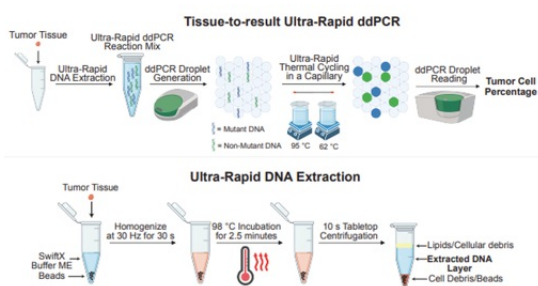 Tissue-to-result Ultra-Rapid ddPCR
Tumor Tissue
Ultra-Rapid
DNA Extraction
Ultra-Rapid ddPCR
Reaction Mix
ddPCR Droplet
Generation
= Mutant DNA
= Non-Mutant DNA
Ultra-Rapid
Thermal Cycling
in a Capillary
95 °C
62 °C
ddPCR Droplet
Reading
Tumor Cell
Percentage
Ultra-Rapid DNA Extraction
Tumor Tissue
SwiftX
Buffer ME
Beads
Homogenize
at 30 Hz for 30 s
98 °C Incubation
for 2.5 minutes
10 s Tabletop
Centrifugation
Lipids/Cellular debris
Extracted DNA
Layer
Cell Debris/Beads